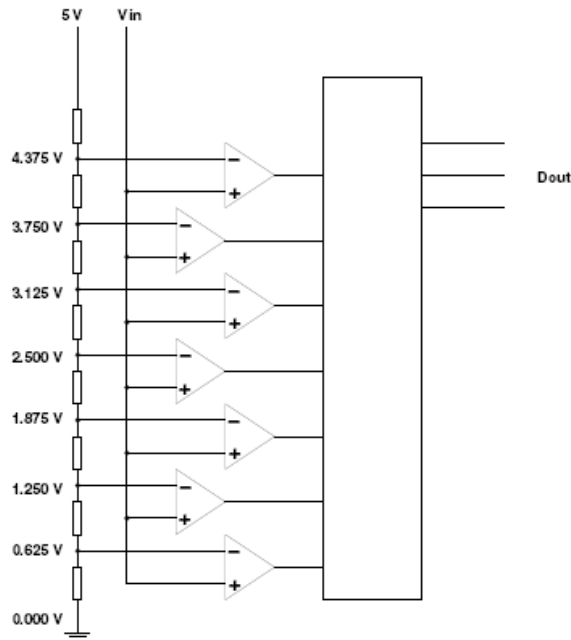 5 V Vin
4.375 V
Dout
3.750 V
3.125 V
2.500 V
1.875 V
1.250 V
0.625 V
0.000 V